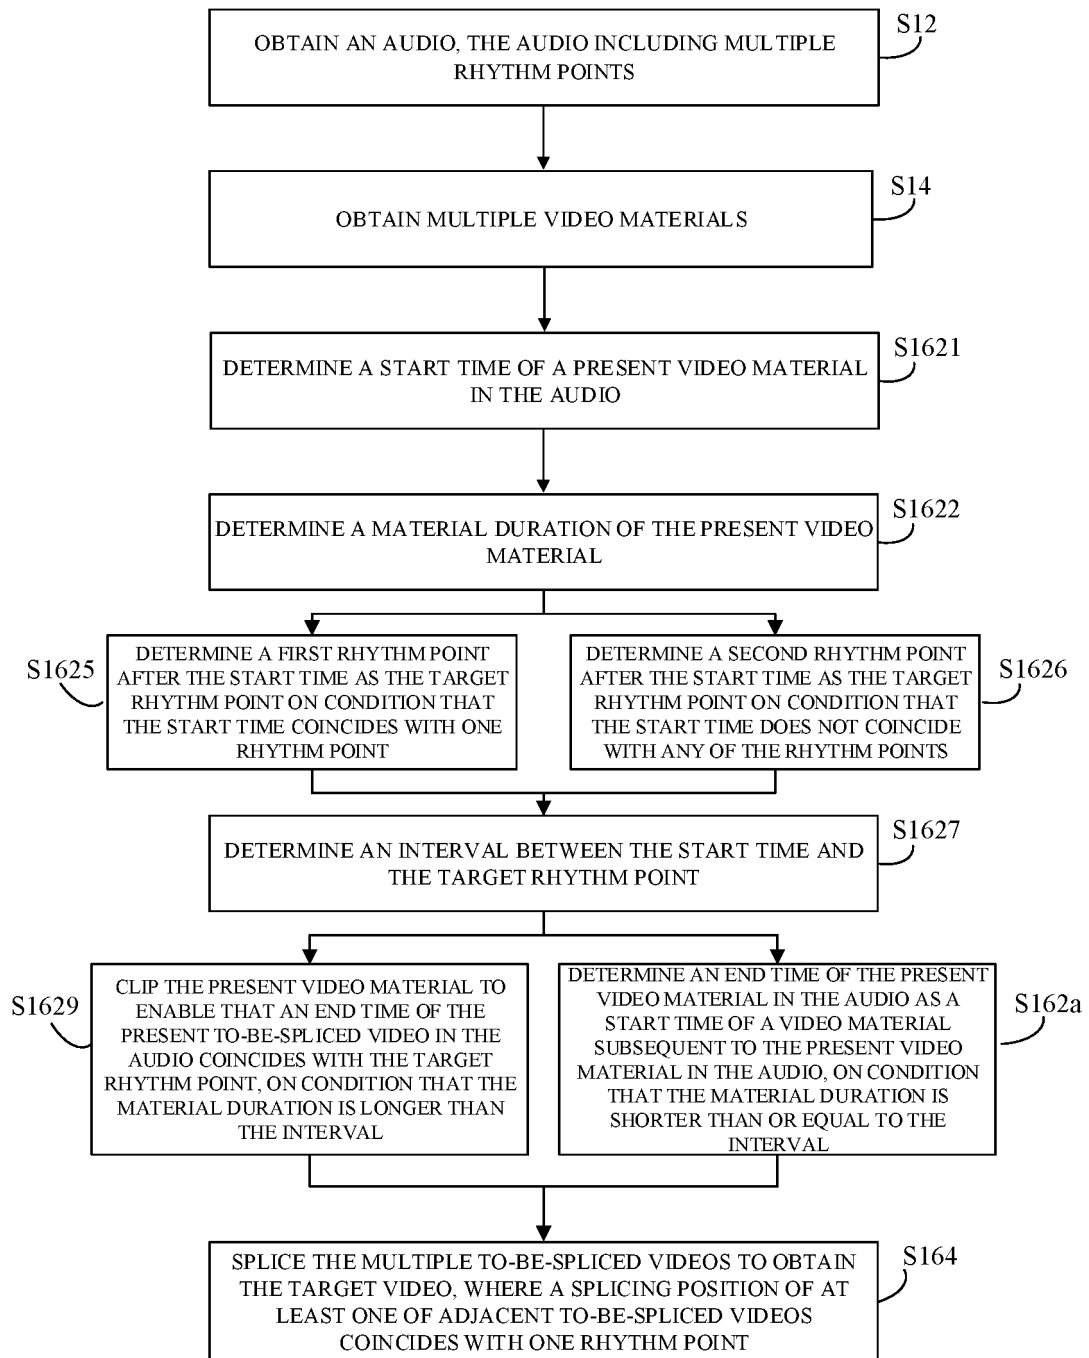 S12
OBTAIN AN AUDIO, THE AUDIO INCLUDING MULTIPLE
RHYTHM POINTS
S14
OBTAIN MULTIPLE VIDEO MATERIALS
S1621
DETERMINE A START TIME OF A PRESENT VIDEO MATERIAL
IN THE AUDIO
S1622
DETERMINE A MATERIAL DURATION OF THE PRESENT VIDEO
MATERIAL
S1625
DETERMINE A FIRST RHYTHM POINT
AFTER THE START TIME AS THE TARGET
RHYTHM POINT ON CONDITION THAT
THE START TIME COINCIDES WITH ONE
RHYTHM POINT
DETERMINE A SECOND RHYTHM POINT
AFTER THE START TIME AS THE TARGET
RHYTHM POINT ON CONDITION THAT
THE START TIME DOES NOT COINCIDE
WITH ANY OF THE RHYTHM POINTS
S1626
S1627
DETERMINE AN INTERVAL BETWEEN THE START TIME AND
THE TARGET RHYTHM POINT
S1629
CLIP THE PRESENT VIDEO MATERIAL TO
ENABLE THAT AN END TIME OF THE
PRESENT TO-BE-SPLICED VIDEO IN THE
AUDIO COINCIDES WITH THE TARGET
RHYTHM POINT, ON CONDITION THAT THE
MATERIAL DURATION IS LONGER THAN
THE INTERVAL
DETERMINE AN END TIME OF THE PRESENT
VIDEO MATERIAL IN THE AUDIO AS A
START TIME OF A VIDEO MATERIAL
SUBSEQUENT TO THE PRESENT VIDEO
MATERIAL IN THE AUDIO, ON CONDITION
THAT THE MATERIAL DURATION IS
SHORTER THAN OR EQUAL TO THE
INTERVAL
S162a
S164
SPLICE THE MULTIPLE TO-BE-SPLICED VIDEOS TO OBTAIN
THE TARGET VIDEO, WHERE A SPLICING POSITION OF AT
LEAST ONE OF ADJACENT TO-BE-SPLICED VIDEOS
COINCIDES WITH ONE RHYTHM POINT